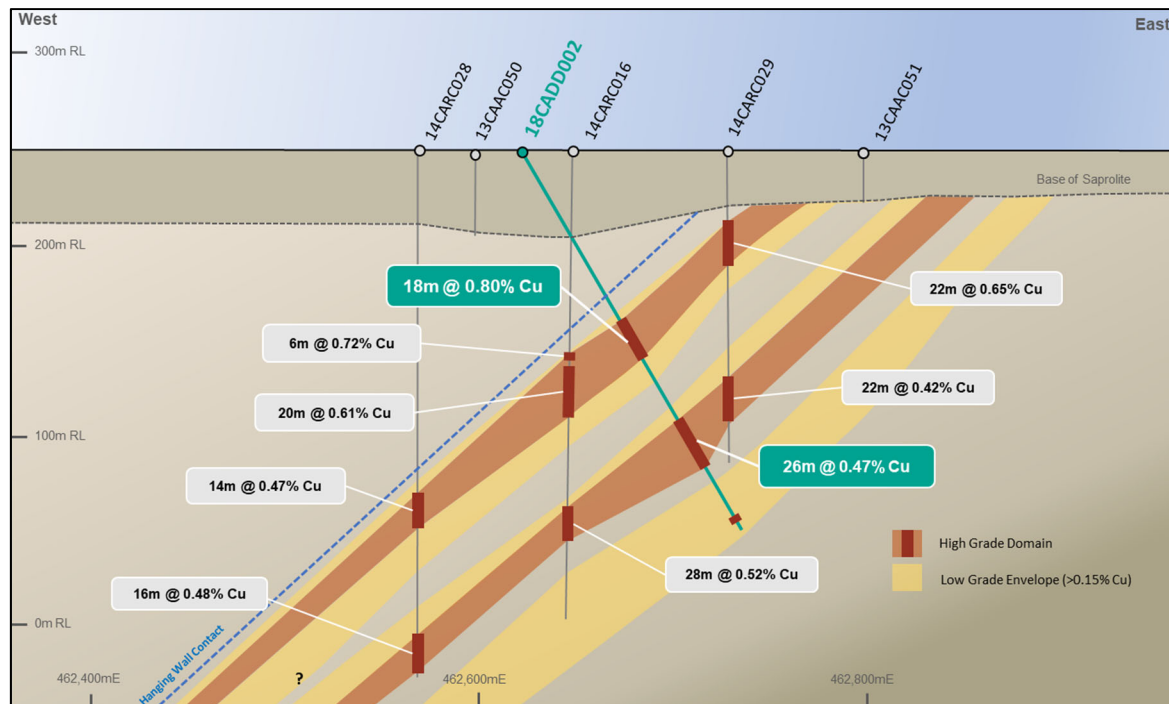 West
East
300m RL
14CARC028
13CAAC050
18CADD002
14CARC016
14CARC029
13CAAC051
Base of Saprolite
200m RL
18m @ 0.80% Cu
22m @ 0.65% Cu
6m @ 0.72% Cu
22m @ 0.42% Cu
20m @ 0.61% Cu
100m RL
26m @ 0.47% Cu
14m @ 0.47% Cu
High Grade Domain
28m @ 0.52% Cu
Low Grade Envelope (>0.15% Cu)
16m @ 0.48% Cu
0m RL
Hanging Wall Contact
?
462,400mE
462,600mE
462,800mE